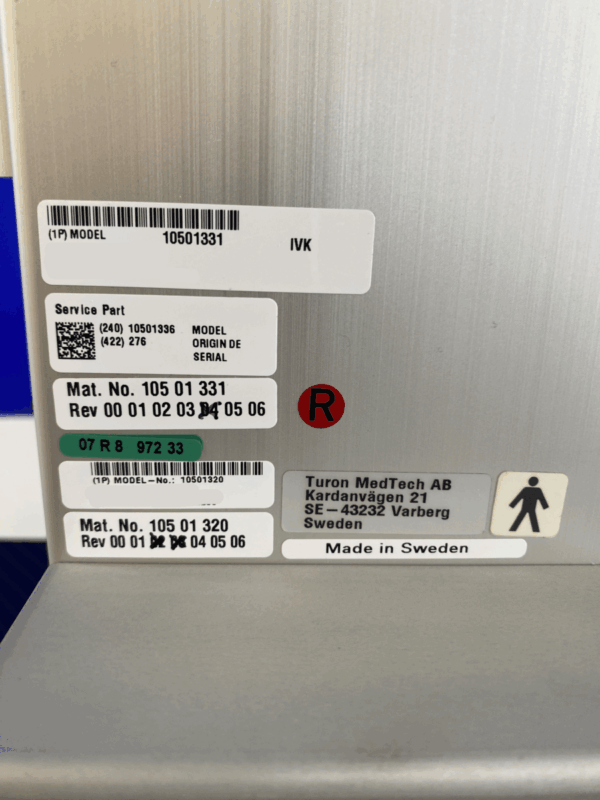 (1P) MODEL 10501331 IVK
Service Part
(240) 10501336 MODEL
(422) 276 ORIGIN DE
SERIAL
Mat. No. 105 01 331
Rev 00 01 02 03 04 05 06
R
07 R 8 972 33
(1P) MODEL-No.: 10501320
Mat. No. 105 01 320
Rev 00 01 04 05 06
Turon MedTech AB
Kardanvägen 21
SE-43232 Varberg
Sweden
Made in Sweden